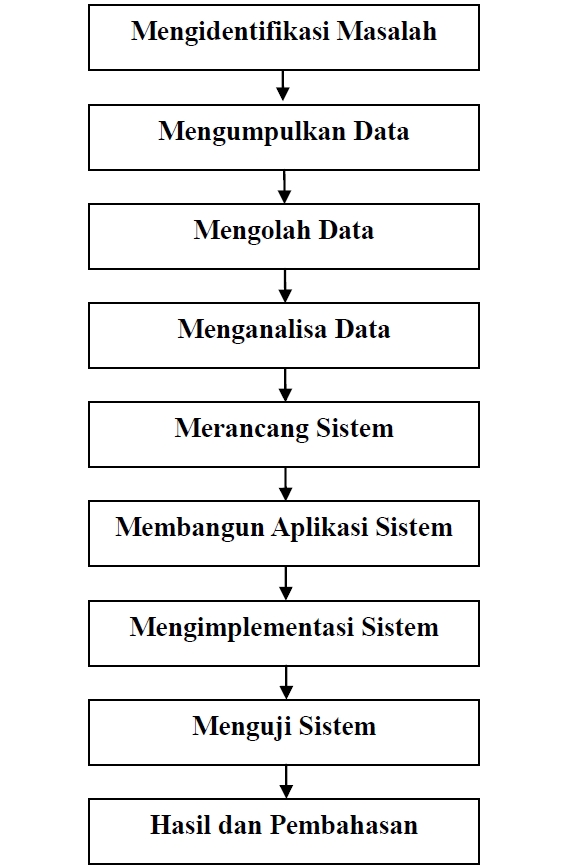 Mengidentifikasi Masalah
Mengumpulkan Data
Mengolah Data
Menganalisa Data
Merancang Sistem
Membangun Aplikasi Sistem
Mengimplementasi Sistem
Menguji Sistem
Hasil dan Pembahasan